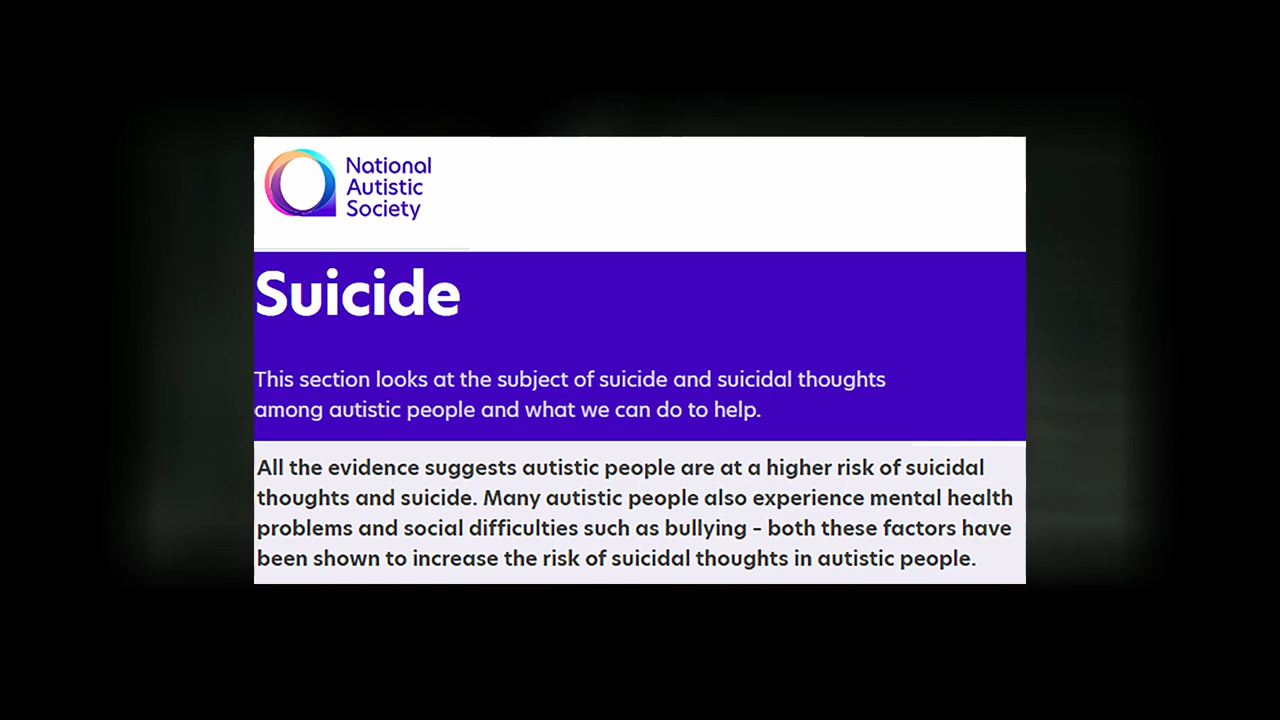 National
Autistic
Society
Suicide
This section looks at the subject of suicide and suicidal thoughts
among autistic people and what we can do to help.
All the evidence suggests autistic people are at a higher risk of suicidal
thoughts and suicide. Many autistic people also experience mental health
problems and social difficulties such as bullying – both these factors have
been shown to increase the risk of suicidal thoughts in autistic people.